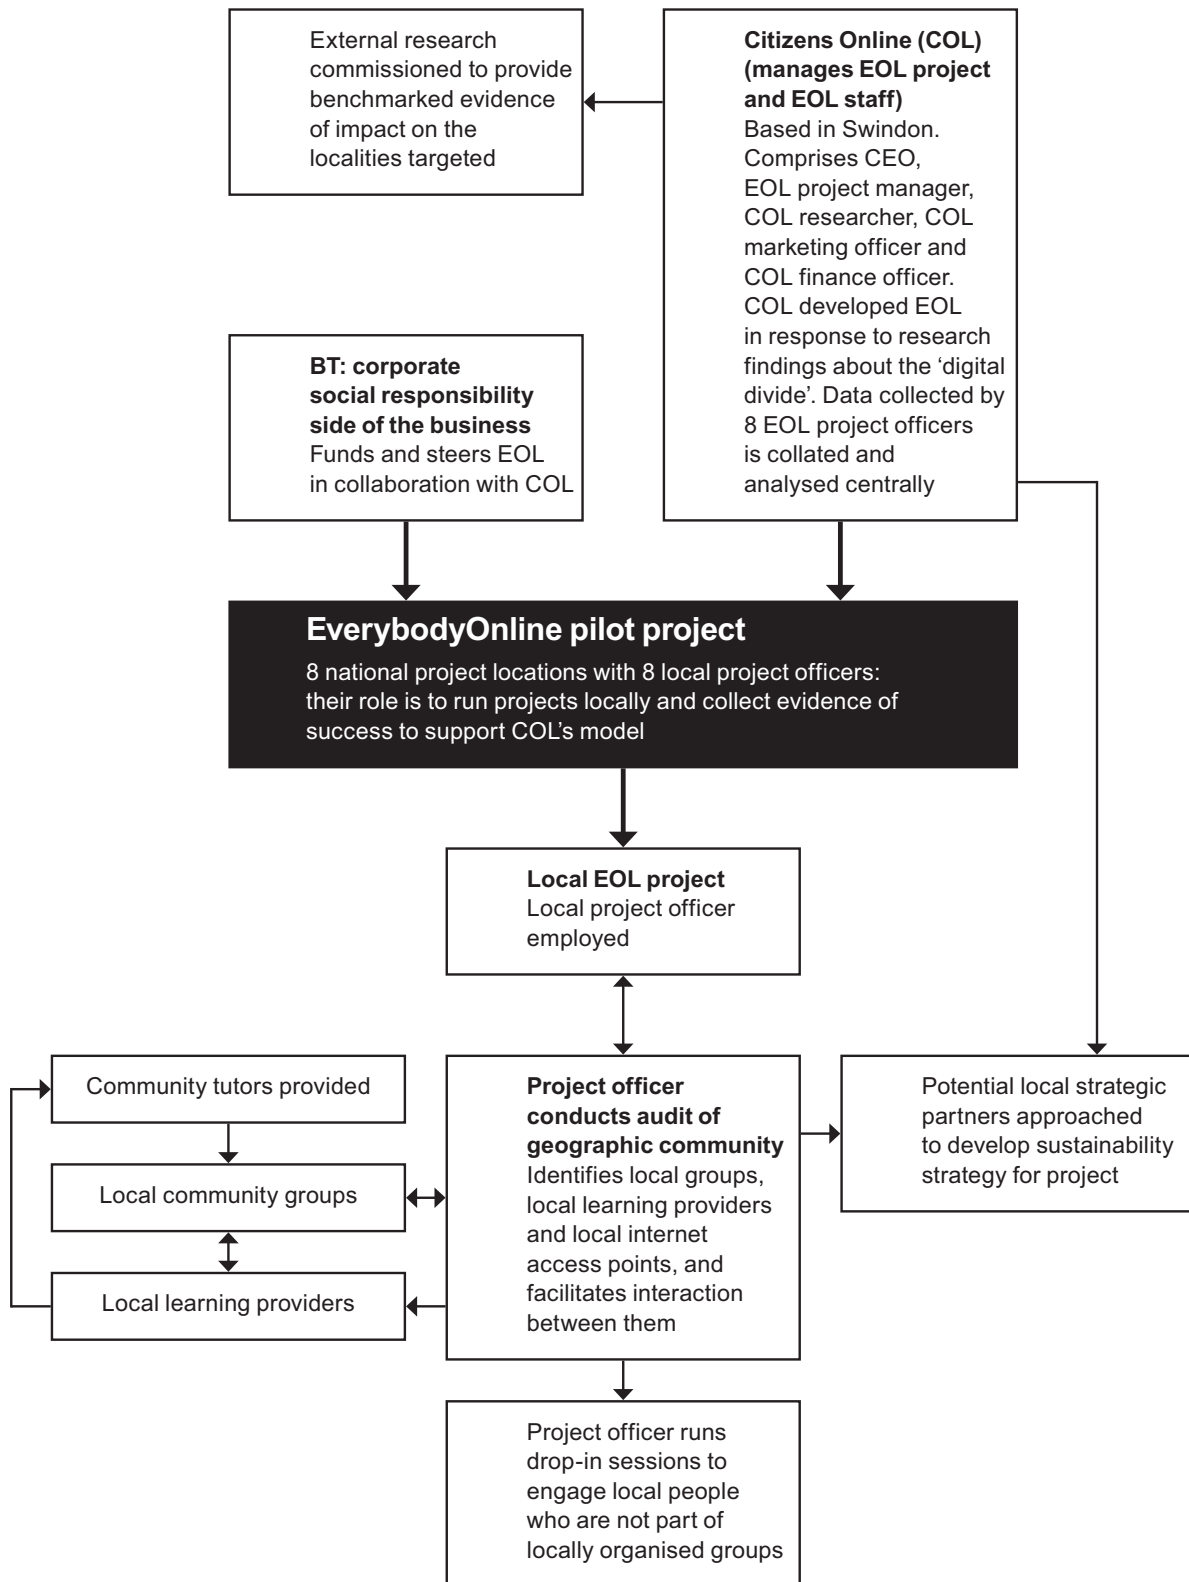 External research
commissioned to provide
benchmarked evidence
of impact on the
localities targeted
Citizens Online (COL)
(manages EOL project
and EOL staff)
Based in Swindon.
Comprises CEO,
EOL project manager,
COL researcher, COL
marketing officer and
COL finance officer.
COL developed EOL
in response to research
findings about the ‘digital
divide’. Data collected by
8 EOL project officers
is collated and
analysed centrally
BT: corporate
social responsibility
side of the business
Funds and steers EOL
in collaboration with COL
EverybodyOnline pilot project
8 national project locations with 8 local project officers:
their role is to run projects locally and collect evidence of
success to support COL’s model
Local EOL project
Local project officer
employed
Community tutors provided
Local community groups
Local learning providers
Project officer
conducts audit of
geographic community
Identifies local groups,
local learning providers
and local internet
access points, and
facilitates interaction
between them
Potential local strategic
partners approached
to develop sustainability
strategy for project
Project officer runs
drop-in sessions to
engage local people
who are not part of
locally organised groups